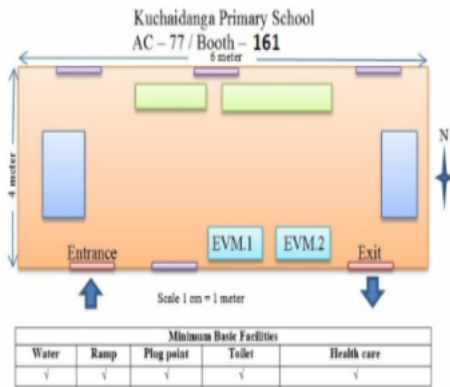 Kuchaidanga Primary School
AC – 77 / Booth – 161
6 meter
4 meter
N
EVM.1 EVM.2
Entrance Exit
Scale 1 cm = 1 meter
Minimum Basic Facilities
Water Ramp Plug point Toilet Health care
√ √ √ √ √